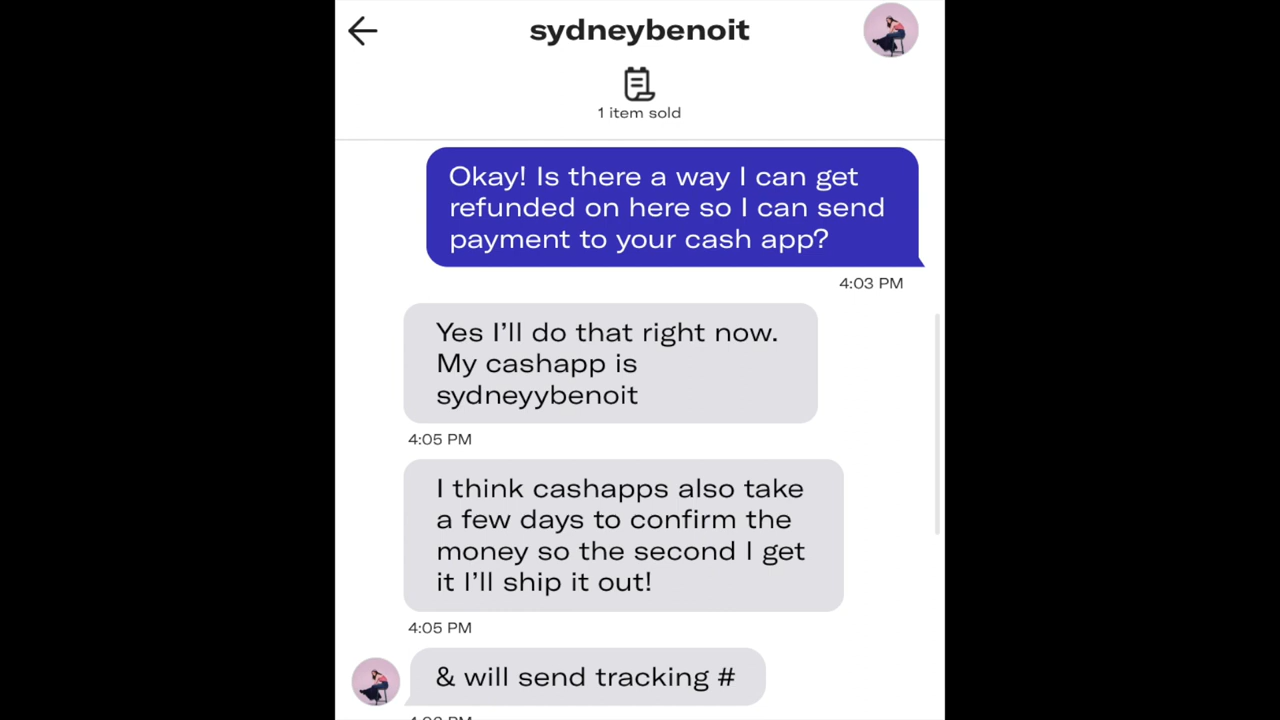 sydneybenoit
1 item sold
Okay! Is there a way I can get
refunded on here so I can send
payment to your cash app?
4:03 PM
Yes I’ll do that right now.
My cashapp is
sydneyybenoit
4:05 PM
I think cashapps also take
a few days to confirm the
money so the second I get
it I’ll ship it out!
4:05 PM
& will send tracking #